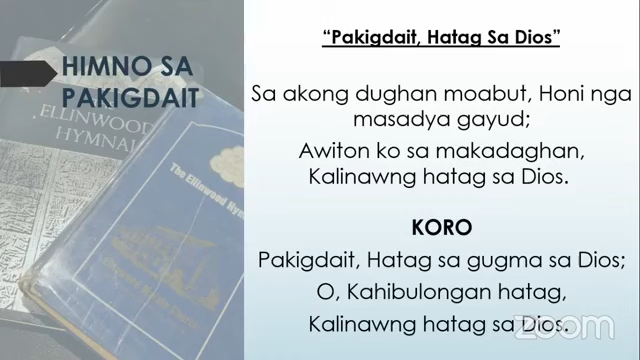 HIMNO SA
PAKIGDAIT
ELLINWOOD
HYMNAL
The Ellinwood Hymn
“Pakigdait, Hatag Sa Dios”
Sa akong dughan moabut, Honi nga
masadya gayud;
Awiton ko sa makadaghan,
Kalinawng hatag sa Dios.
KORO
Pakigdait, Hatag sa gugma sa Dios;
O, Kahibulongan hatag,
Kalinawng hatag sa Dios.
zoom